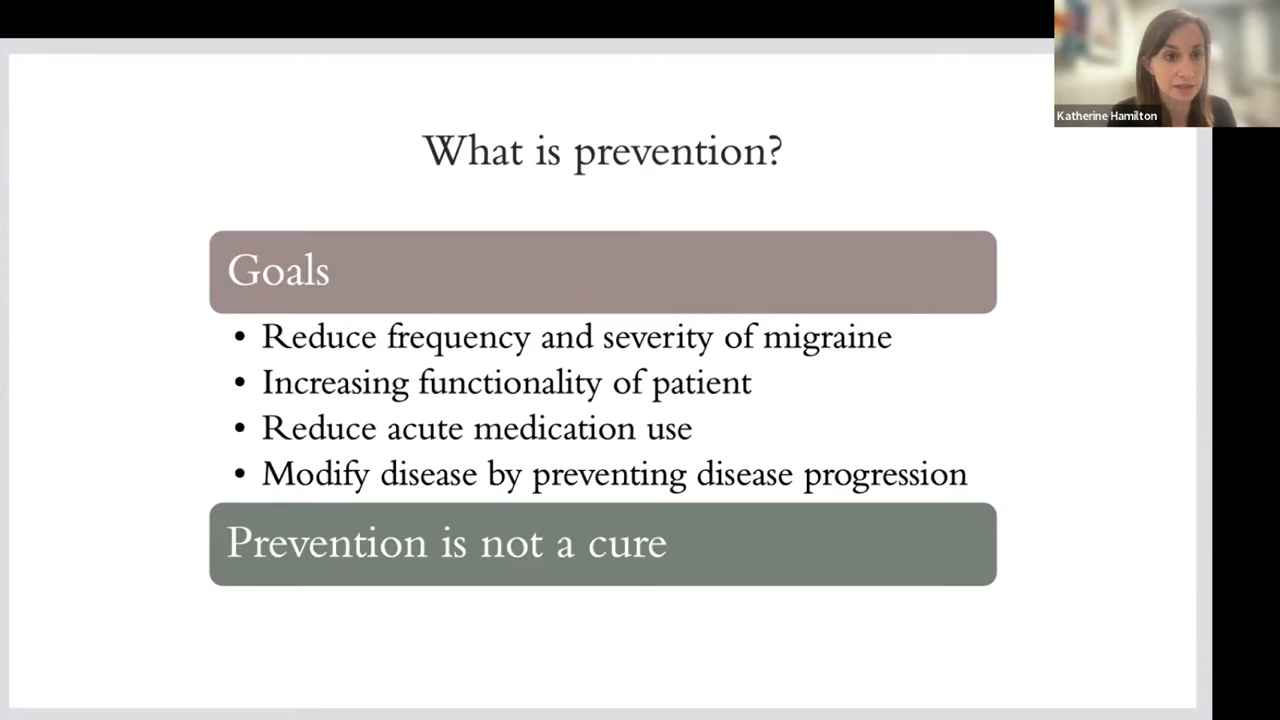 Katherine Hamilton
What is prevention?
Goals
• Reduce frequency and severity of migraine
• Increasing functionality of patient
• Reduce acute medication use
• Modify disease by preventing disease progression
Prevention is not a cure